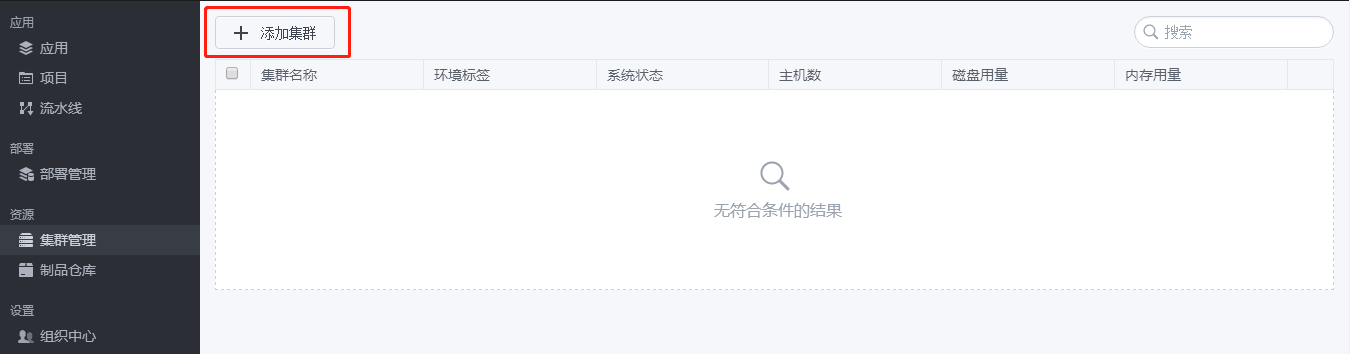 应用
应用
项目
流水线
部署
部署管理
资源
集群管理
制品仓库
设置
组织中心
添加集群
搜索
集群名称 环境标签 系统状态 主机数 磁盘用量 内存用量
无符合条件的结果